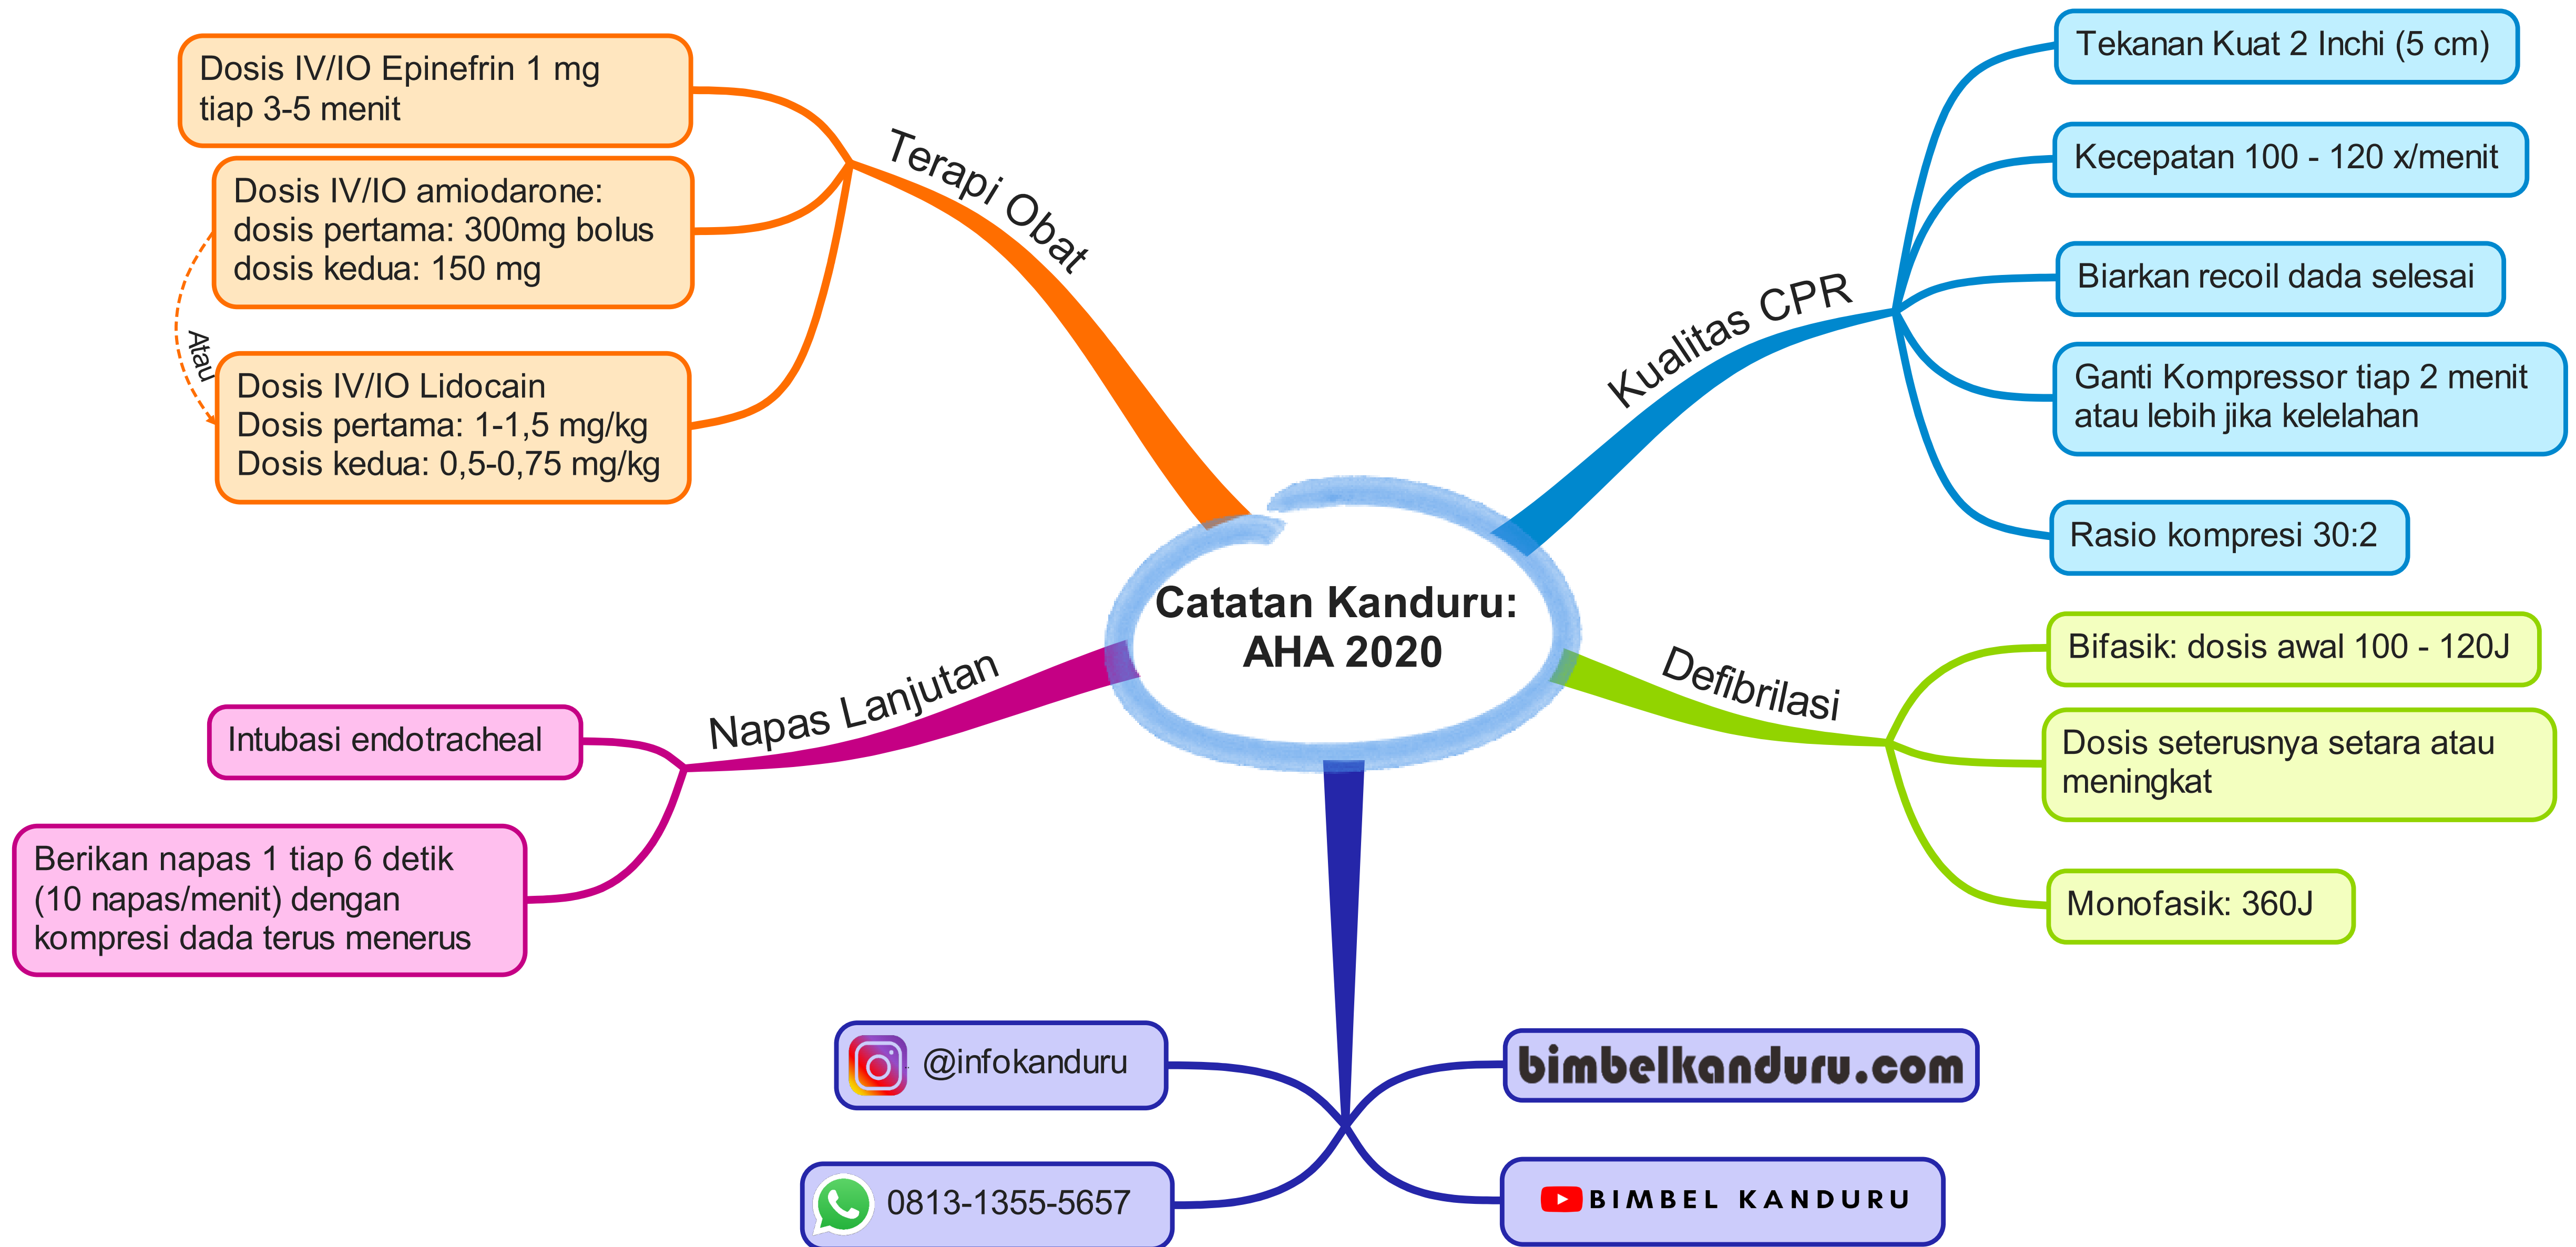 Catatan Kanduru:
AHA 2020
Terapi Obat
Dosis IV/IO Epinefrin 1 mg
tiap 3-5 menit
Dosis IV/IO amiodarone:
dosis pertama: 300mg bolus
dosis kedua: 150 mg
Atau
Dosis IV/IO Lidocain
Dosis pertama: 1-1,5 mg/kg
Dosis kedua: 0,5-0,75 mg/kg
Napas Lanjutan
Intubasi endotracheal
Berikan napas 1 tiap 6 detik
(10 napas/menit) dengan
kompresi dada terus menerus
Kualitas CPR
Tekanan Kuat 2 Inchi (5 cm)
Kecepatan 100 - 120 x/menit
Biarkan recoil dada selesai
Ganti Kompressor tiap 2 menit
atau lebih jika kelelahan
Rasio kompresi 30:2
Defibrilasi
Bifasik: dosis awal 100 - 120J
Dosis seterusnya setara atau
meningkat
Monofasik: 360J
@infokanduru
0813-1355-5657
bimbelkanduru.com
BIMBEL KANDURU